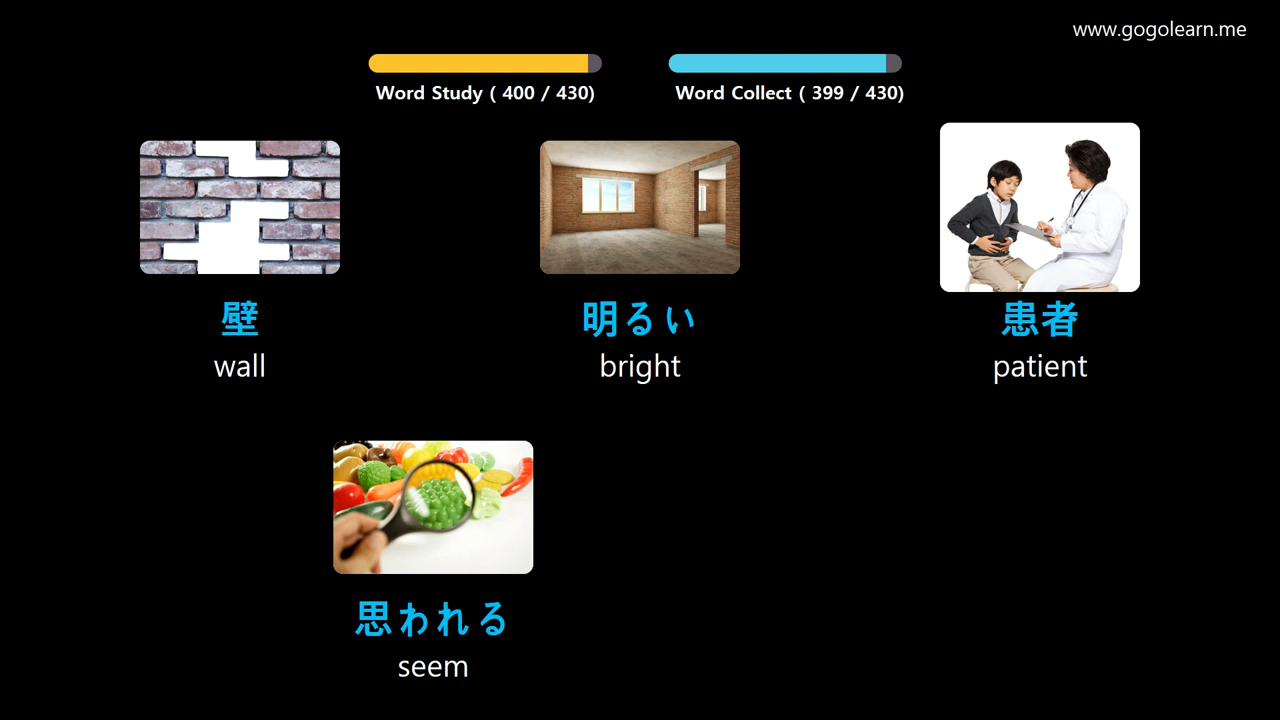 www.gogolearn.me
Word Study ( 400 / 430)
Word Collect ( 399 / 430)
壁
wall
明るい
bright
患者
patient
思われる
seem